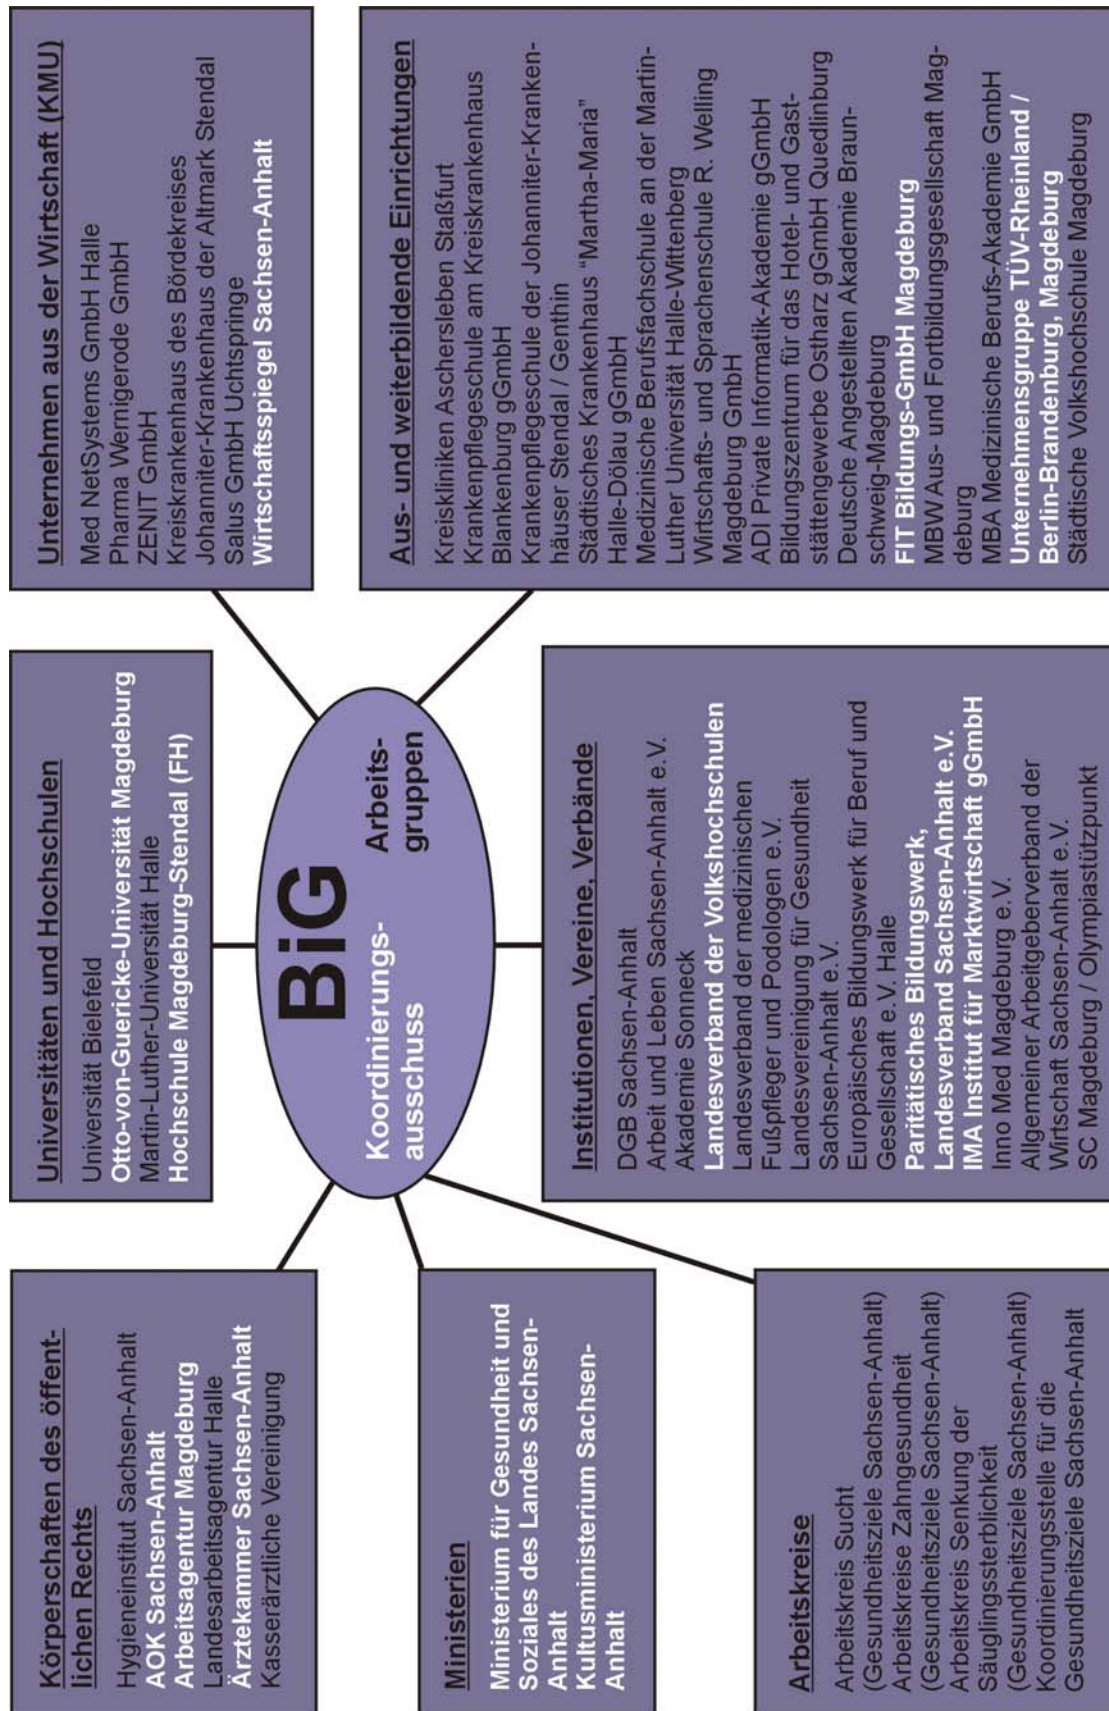 Körperschaften des öffent-
lichen Rechts
Hygieneinstitut Sachsen-Anhalt
AOK Sachsen-Anhalt
Arbeitsagentur Magdeburg
Landesarbeitsagentur Halle
Ärztekammer Sachsen-Anhalt
Kasserärztliche Vereinigung
Universitäten und Hochschulen
Universität Bielefeld
Otto-von-Guericke-Universität Magdeburg
Martin-Luther-Universität Halle
Hochschule Magdeburg-Stendal (FH)
Unternehmen aus der Wirtschaft (KMU)
Med NetSystems GmbH Halle
Pharma Wernigerode GmbH
ZENIT GmbH
Kreiskrankenhaus des Bördekreises
Johanniter-Krankenhaus der Altmark Stendal
Salus GmbH Uchtspringe
Wirtschaftsspiegel Sachsen-Anhalt
BiG
Koordinierungs-
ausschuss
Arbeits-
gruppen
Ministerien
Ministerium für Gesundheit und
Soziales des Landes Sachsen-
Anhalt
Kultusministerium Sachsen-
Anhalt
Arbeitskreise
Arbeitskreis Sucht
(Gesundheitsziele Sachsen-Anhalt)
Arbeitskreise Zahngesundheit
(Gesundheitsziele Sachsen-Anhalt)
Arbeitskreis Senkung der
Säuglingssterblichkeit
(Gesundheitsziele Sachsen-Anhalt)
Koordinierungsstelle für die
Gesundheitsziele Sachsen-Anhalt
Institutionen, Vereine, Verbände
DGB Sachsen-Anhalt
Arbeit und Leben Sachsen-Anhalt e.V.
Akademie Sonneck
Landesverband der Volkshochschulen
Landesverband der medizinischen
Fußpfleger und Podologen e.V.
Landesvereinigung für Gesundheit
Sachsen-Anhalt e.V.
Europäisches Bildungswerk für Beruf und
Gesellschaft e.V. Halle
Paritätisches Bildungswerk,
Landesverband Sachsen-Anhalt e.V.
IMA Institut für Marktwirtschaft gGmbH
Inno Med Magdeburg e.V.
Allgemeiner Arbeitgeberverband der
Wirtschaft Sachsen-Anhalt e.V.
SC Magdeburg / Olympiastützpunkt
Aus- und weiterbildende Einrichtungen
Kreiskliniken Aschersleben Staßfurt
Krankenpflegeschule am Kreiskrankenhaus
Bankenburg gGmbH
Krankenpflegeschule der Johanniter-Kranken-
häuser Stendal / Genthin
Städtisches Krankenhaus "Martha-Maria"
Halle-Dölau gGmbH
Medizinische Berufsfachschule an der Martin-
Luther Universität Halle-Wittenberg
Wirtschafts- und Sprachenschule R. Welling
Magdeburg GmbH
ADI Private Informatik-Akademie gGmbH
Bildungszentrum für das Hotel- und Gast-
stättengewerbe Ostharz gGmbH Quedlinburg
Deutsche Angestellten Akademie Braun-
schweig-Magdeburg
FIT Bildungs-GmbH Magdeburg
MBW Aus- und Fortbildungsgesellschaft Mag-
deburg
MBA Medizinische Berufs-Akademie GmbH
Unternehmensgruppe TÜV-Rheinland /
Berlin-Brandenburg, Magdeburg
Städtische Volkshochschule Magdeburg